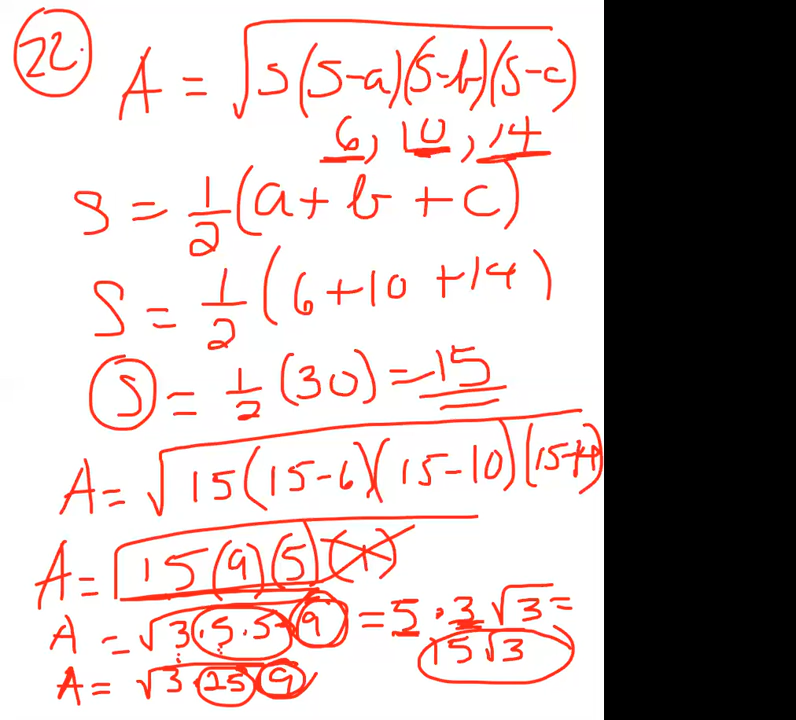 22.
A = √s(s-a)(s-b)(s-c)
6, 10, 14
s = 1/2 (a + b + c)
s = 1/2 (6 + 10 + 14)
s = 1/2 (30) = 15
A = √15(15-6)(15-10)(15-14)
A = √15(9)(5)(1)
A = √3·5·5·9 = 5·3√3 =
15√3
A = √3·25·9